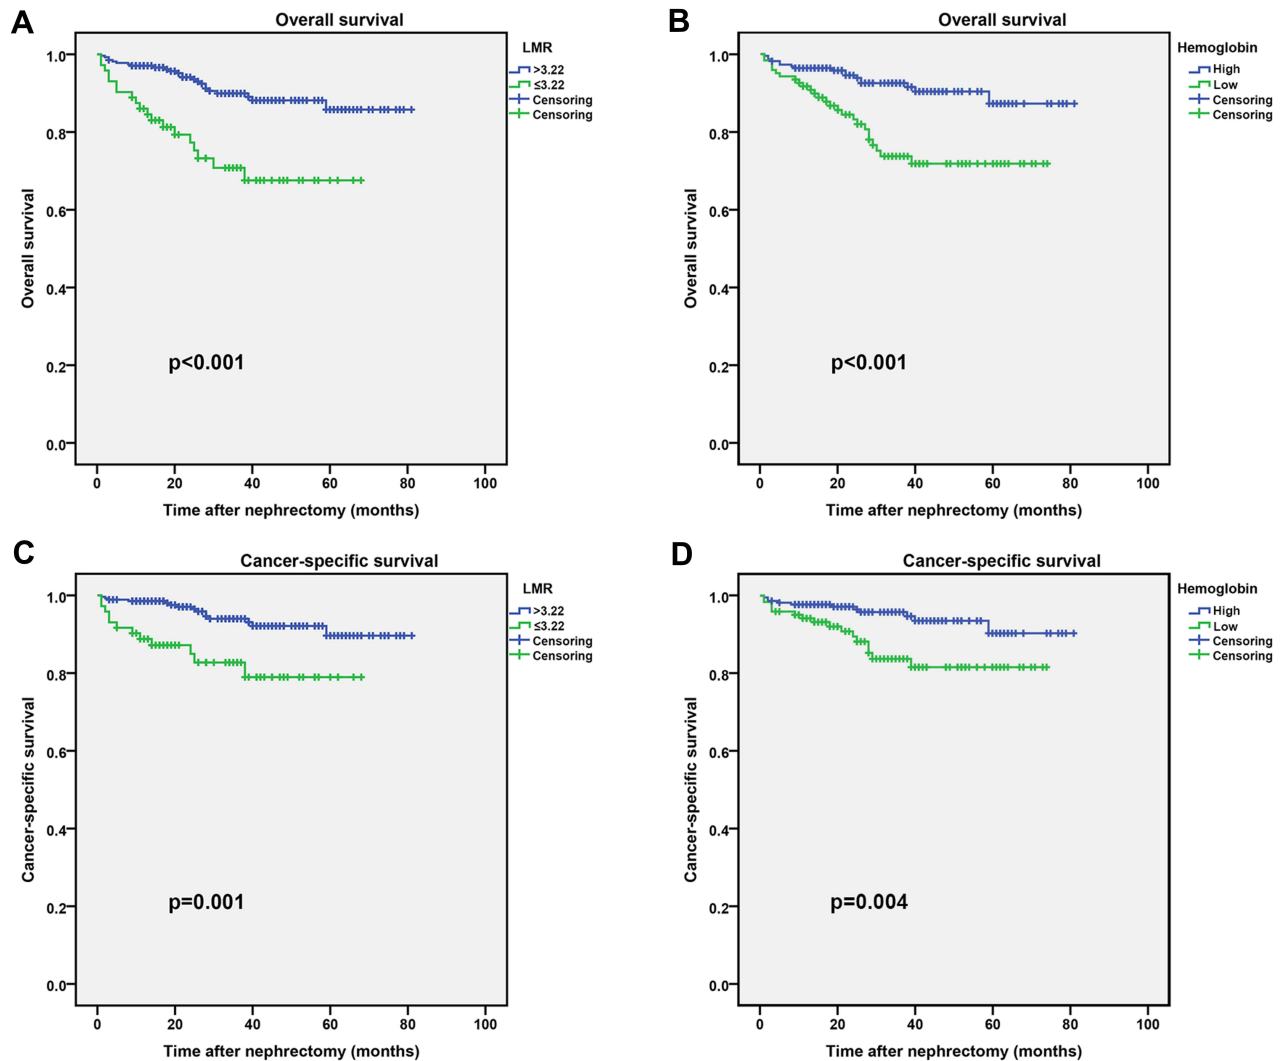 A
Overall survival
LMR
>3.22
≤3.22
Censoring
Censoring
1.0
0.8
0.6
0.4
0.2
0.0
Overall survival
p<0.001
0 20 40 60 80 100
Time after nephrectomy (months)
B
Overall survival
Hemoglobin
High
Low
Censoring
Censoring
1.0
0.8
0.6
0.4
0.2
0.0
Overall survival
p<0.001
0 20 40 60 80 100
Time after nephrectomy (months)
C
Cancer-specific survival
LMR
>3.22
≤3.22
Censoring
Censoring
1.0
0.8
0.6
0.4
0.2
0.0
Cancer-specific survival
p=0.001
0 20 40 60 80 100
Time after nephrectomy (months)
D
Cancer-specific survival
Hemoglobin
High
Low
Censoring
Censoring
1.0
0.8
0.6
0.4
0.2
0.0
Cancer-specific survival
p=0.004
0 20 40 60 80 100
Time after nephrectomy (months)